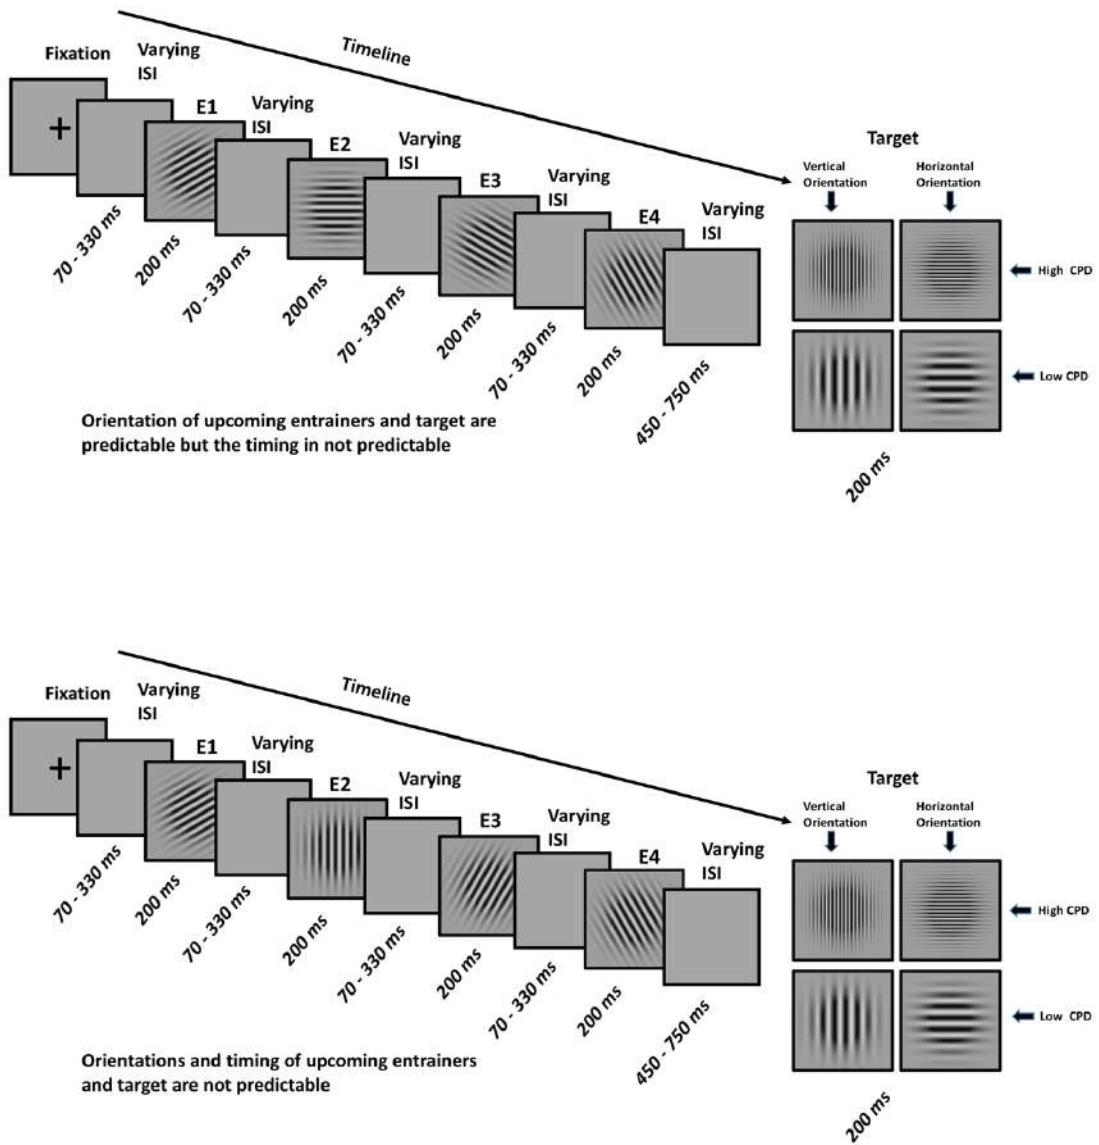 Timeline
Fixation
Varying
ISI
E1
Varying
ISI
E2
Varying
ISI
E3
Varying
ISI
E4
Varying
ISI
Target
Vertical
Orientation
Horizontal
Orientation
High CPD
Low CPD
70 - 330 ms
200 ms
70 - 330 ms
200 ms
70 - 330 ms
200 ms
70 - 330 ms
200 ms
450 - 750 ms
200 ms
Orientation of upcoming entrainers and target are
predictable but the timing in not predictable
Timeline
Fixation
Varying
ISI
E1
Varying
ISI
E2
Varying
ISI
E3
Varying
ISI
E4
Varying
ISI
Target
Vertical
Orientation
Horizontal
Orientation
High CPD
Low CPD
70 - 330 ms
200 ms
70 - 330 ms
200 ms
70 - 330 ms
200 ms
70 - 330 ms
200 ms
450 - 750 ms
200 ms
Orientations and timing of upcoming entrainers
and target are not predictable